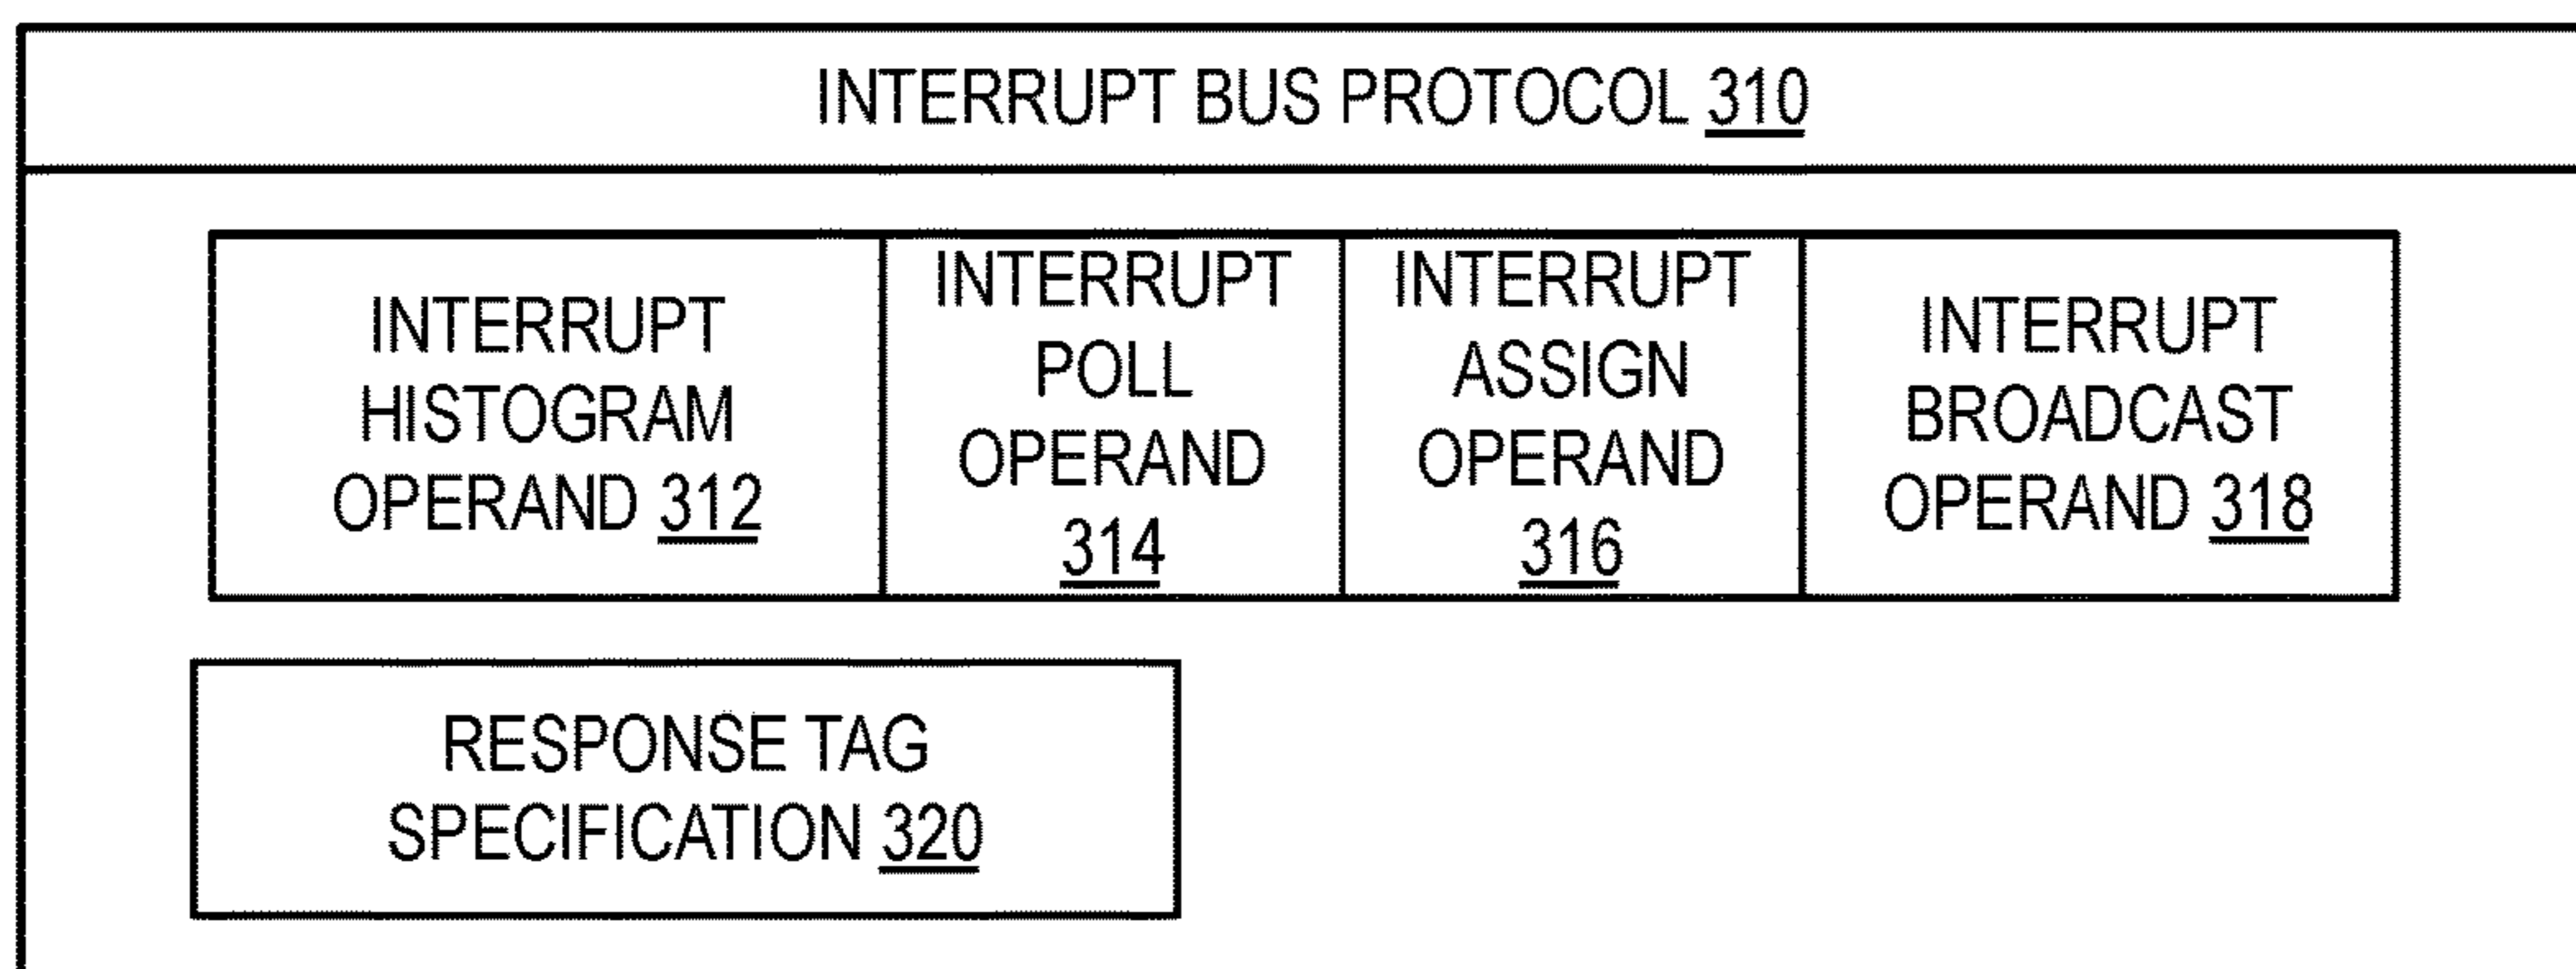 INTERRUPT BUS PROTOCOL 310
INTERRUPT
HISTOGRAM
OPERAND 312
INTERRUPT
POLL
OPERAND
314
INTERRUPT
ASSIGN
OPERAND
316
INTERRUPT
BROADCAST
OPERAND 318
RESPONSE TAG
SPECIFICATION 320